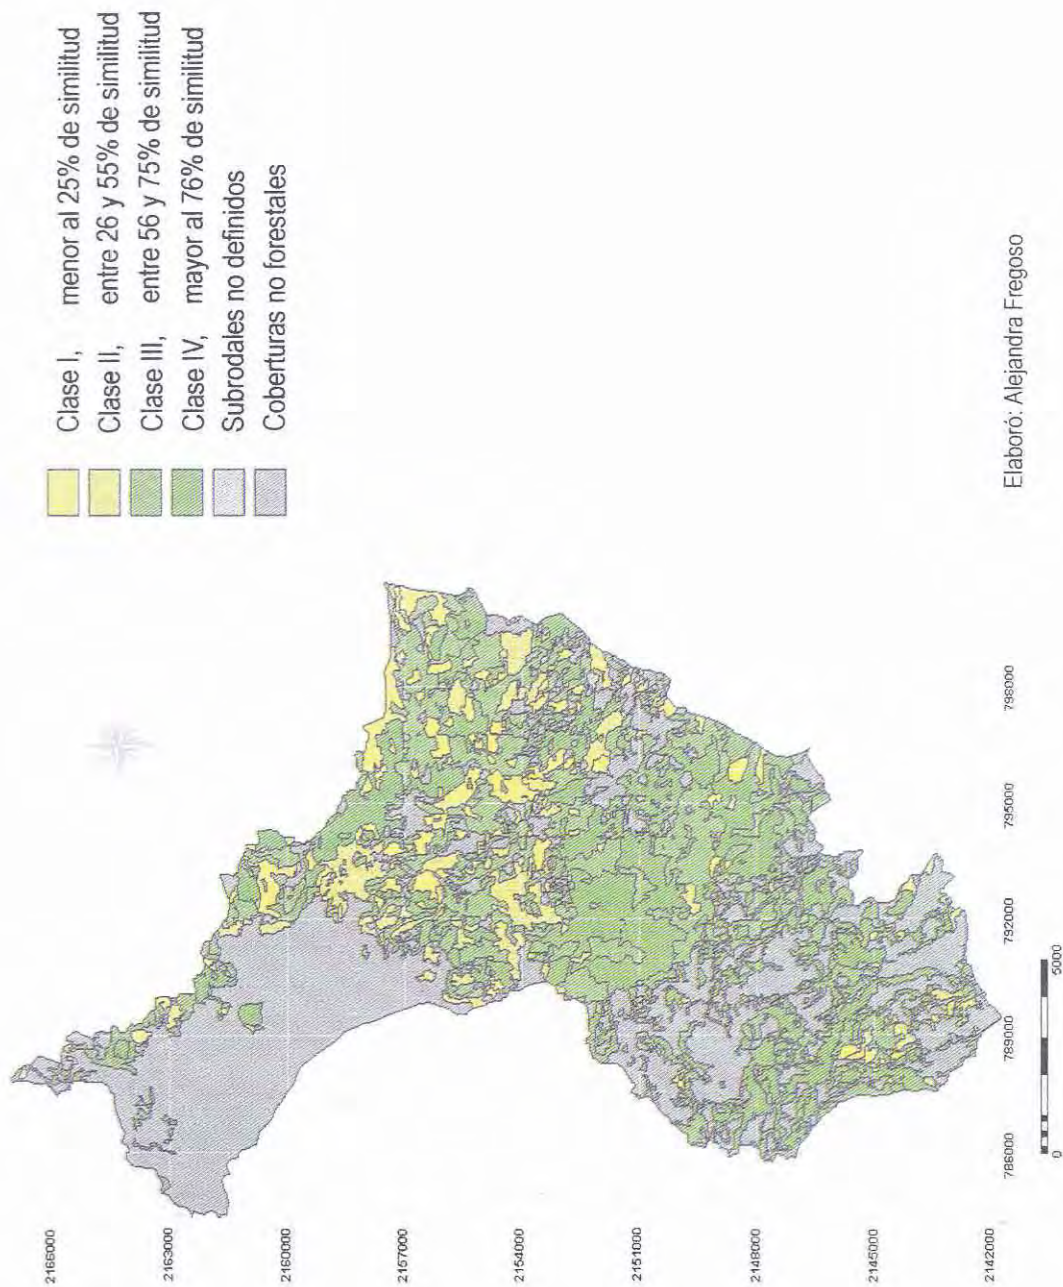 Clase I, menor al 25% de similitud
Clase II, entre 26 y 55% de similitud
Clase III, entre 56 y 75% de similitud
Clase IV, mayor al 76% de similitud
Subrodales no definidos
Coberturas no forestales
2166000
2163000
2160000
2157000
2154000
2151000
2148000
2145000
2142000
786000
789000
792000
795000
798000
0
5000
Elaboró: Alejandra Fregoso